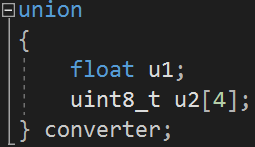 union
{
float u1;
uint8_t u2[4];
} converter;